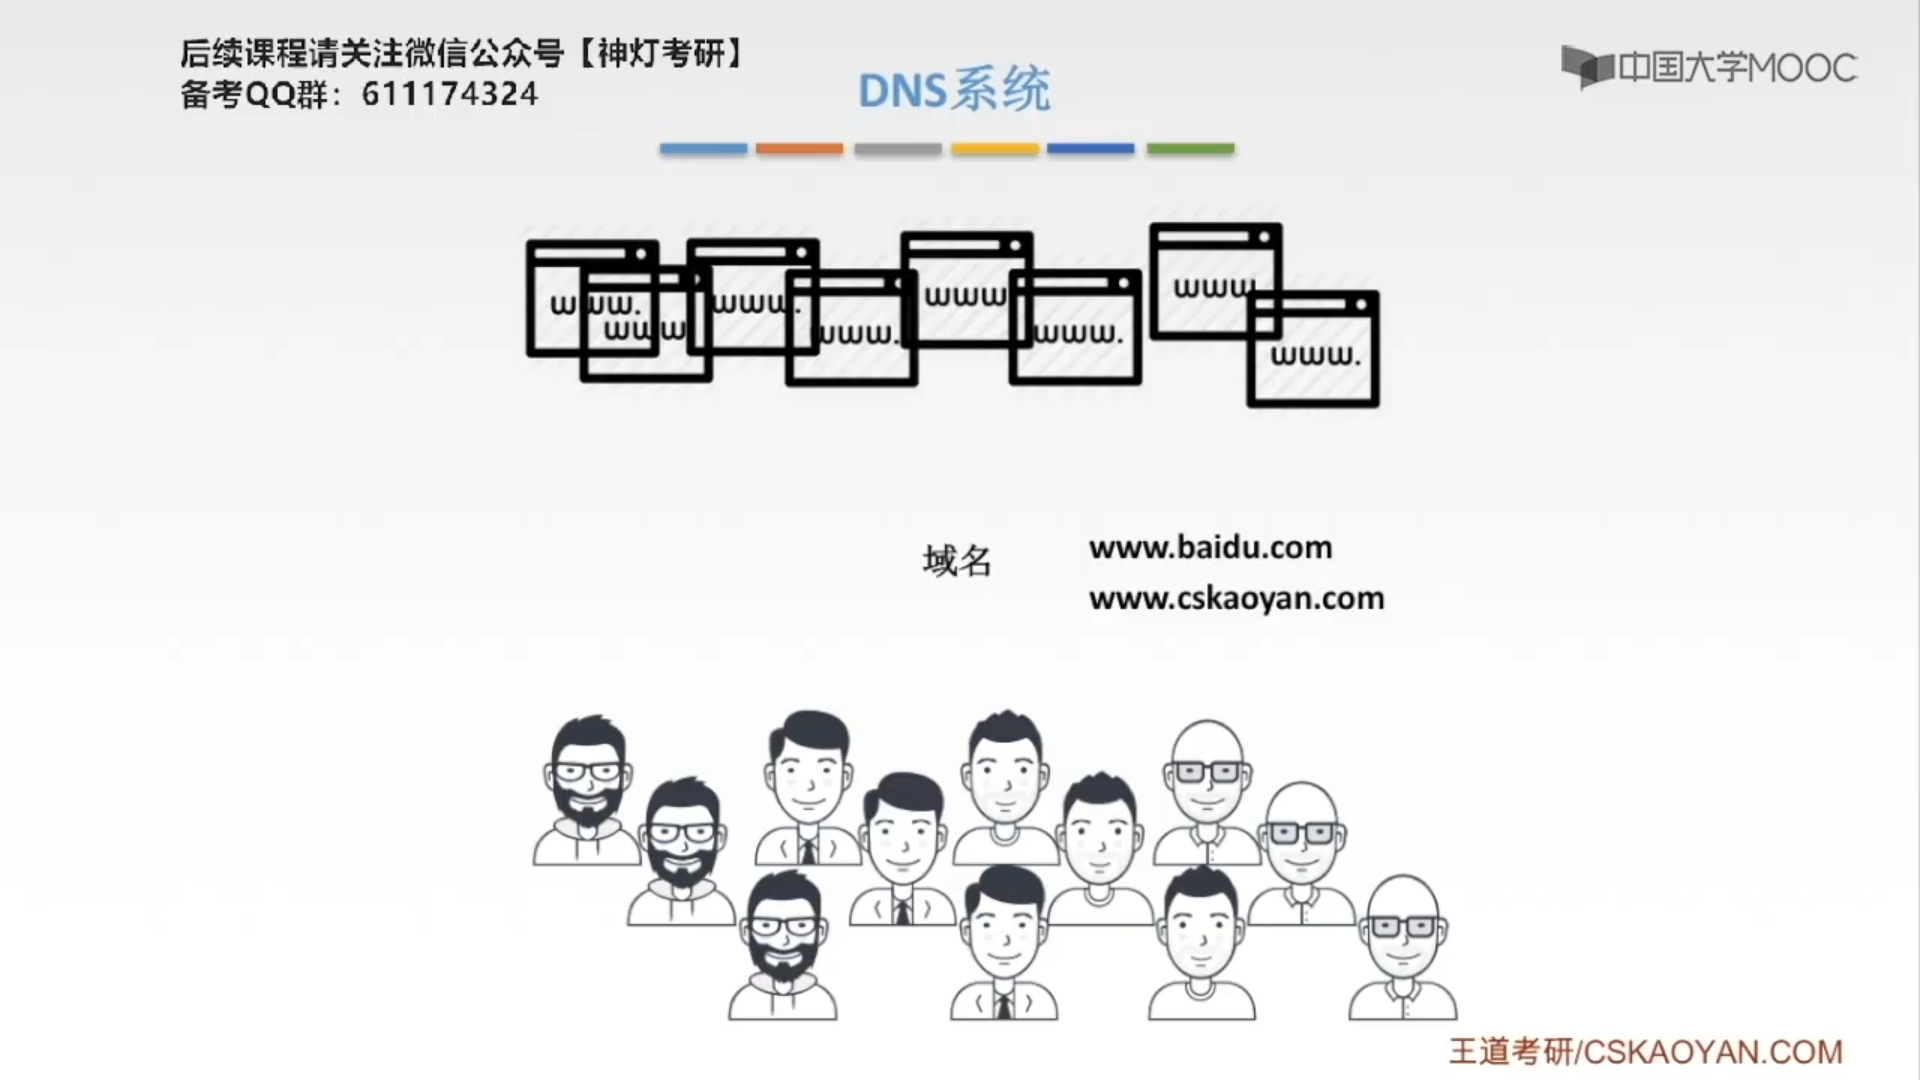 后续课程请关注微信公众号【神灯考研】
备考QQ群：611174324
中国大学MOOC
DNS系统
www.
www
www.
www.
www
www.
www.
www.
域名
www.baidu.com
www.cskaoyan.com
王道考研/CSKAOYAN.COM